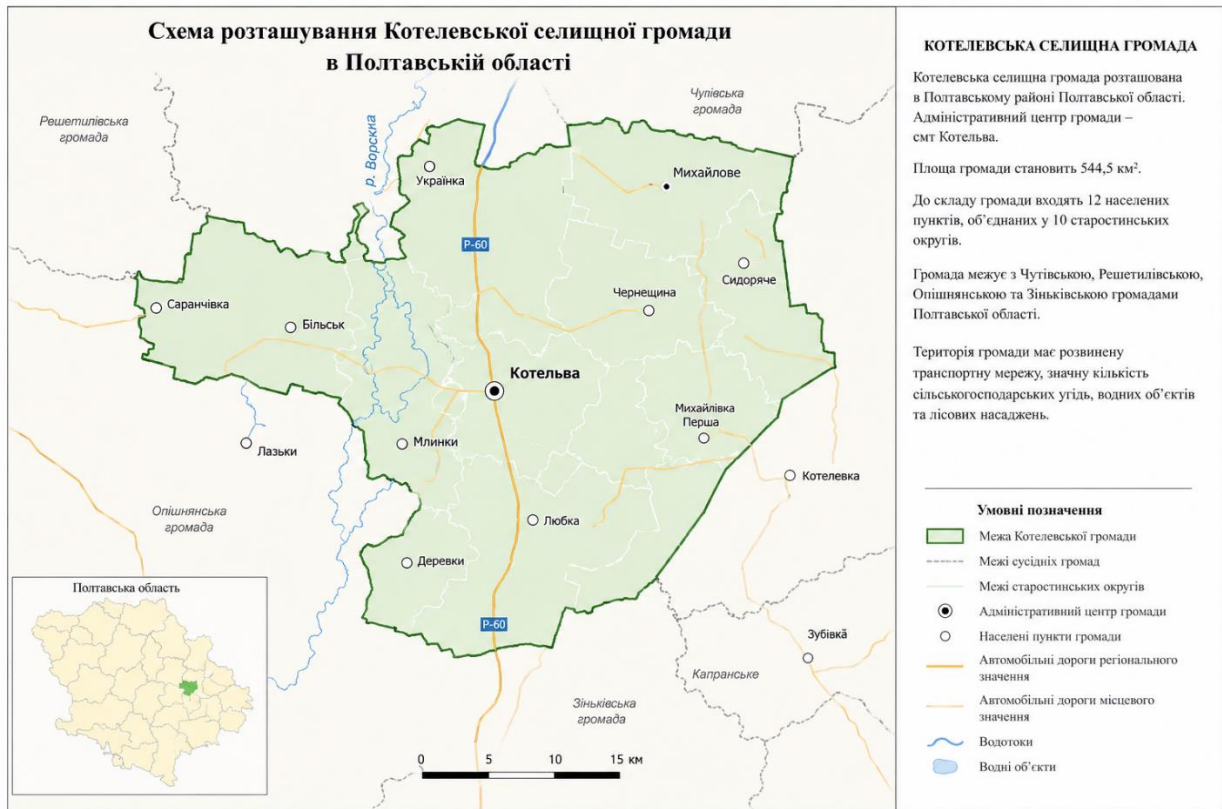 Схема розташування Котелевської селищної громади
в Полтавській області
Решетилівська
громада
Чупівська
громада
р. Ворскна
Українка
Михайлове
Р-60
Сидоряче
Саранчівка
Більськ
Чернещина
Котельва
Михайлівка
Перша
Млинки
Лазьки
Котелевка
Опішнянська
громада
Любка
Деревки
Р-60
Зубівка
Капранське
Зіньківська
громада
Полтавська область
0 5 10 15 км
КОТЕЛЕВСЬКА СЕЛИЩНА ГРОМАДА
Котелевська селищна громада розташована
в Полтавському районі Полтавської області.
Адміністративний центр громади –
смт Котельва.
Площа громади становить 544,5 км².
До складу громади входять 12 населених
пунктів, об’єднаних у 10 старостинських
округів.
Громада межує з Чутівською, Решетилівською,
Опішнянською та Зіньківською громадами
Полтавської області.
Територія громади має розвинену
транспортну мережу, значну кількість
сільськогосподарських угідь, водних об’єктів
та лісових насаджень.
Умовні позначення
Межа Котелевської громади
Межі сусідніх громад
Межі старостинських округів
Адміністративний центр громади
Населені пункти громади
Автомобільні дороги регіонального
значення
Автомобільні дороги місцевого
значення
Водотоки
Водні об’єкти